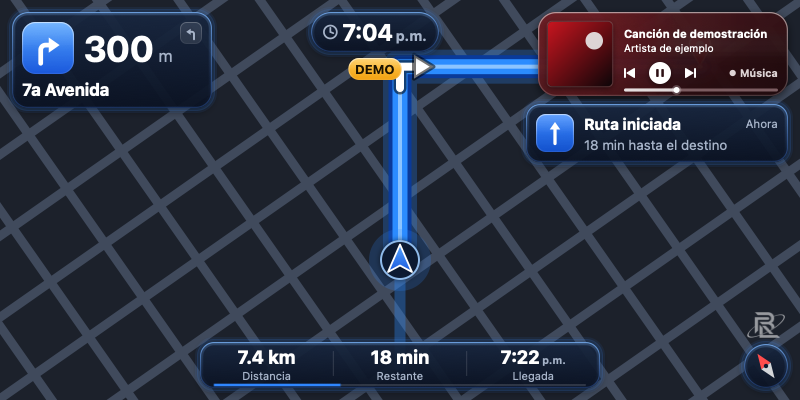 300 m
7a Avenida
7:04 p.m.
DEMO
Canción de demostración
Artista de ejemplo
Música
Ruta iniciada
Ahora
18 min hasta el destino
7.4 km
Distancia
18 min
Restante
7:22 p.m.
Llegada